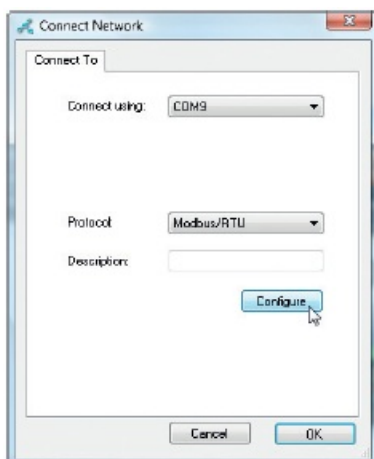 Connect Network
Connect To
Connect using: COM9
Protocol: Modbus/RTU
Description:
Configure
Cancel OK